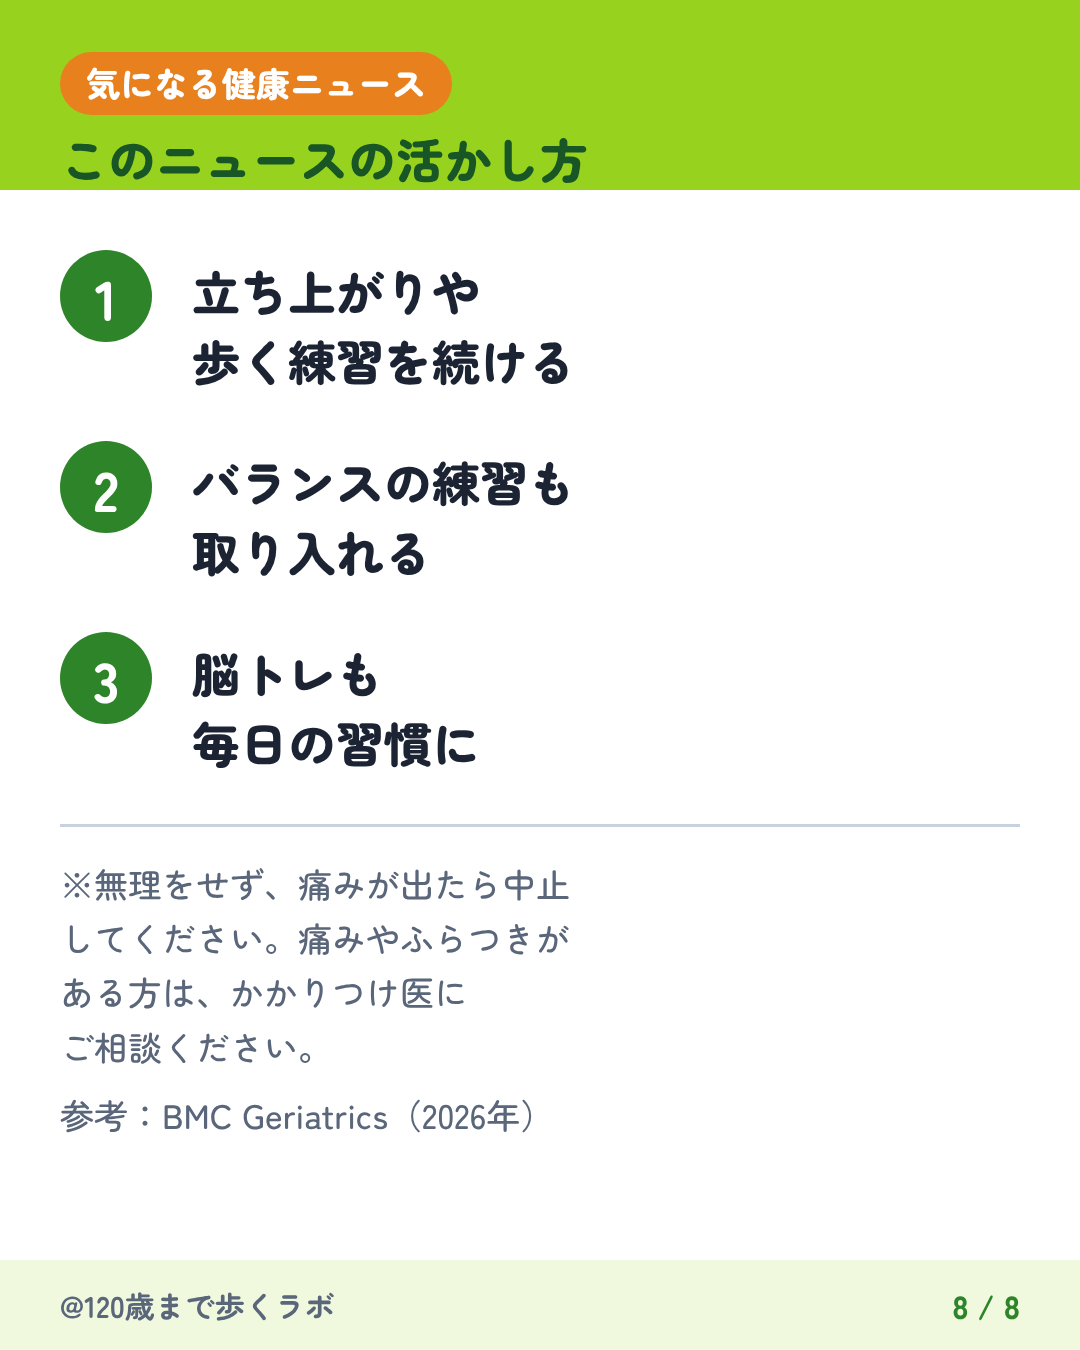 気になる健康ニュース
このニュースの活かし方
1
立ち上がりや
歩く練習を続ける
2
バランスの練習も
取り入れる
3
脳トレも
毎日の習慣に
※無理をせず、痛みが出たら中止
してください。痛みやふらつきが
ある方は、かかりつけ医に
ご相談ください。
参考：BMC Geriatrics（2026年）
@120歳まで歩くラボ
8 / 8